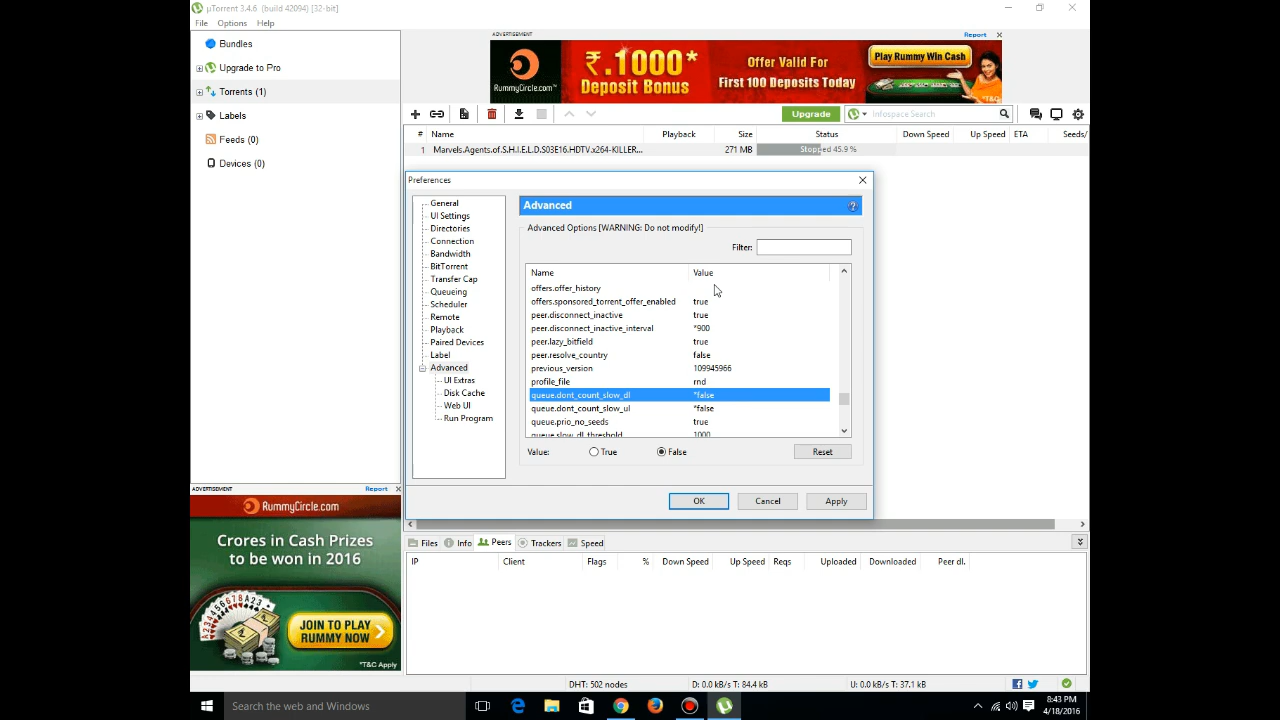 µTorrent 3.4.6 (build 42094) [32-bit]
File Options Help
Bundles
Upgrade to Pro
Torrents (1)
Labels
Feeds (0)
Devices (0)
ADVERTISEMENT
Report
RummyCircle.com
₹.1000*
Deposit Bonus
Offer Valid For
First 100 Deposits Today
Play Rummy Win Cash
*T&C
Upgrade
Infospace Search
# Name Playback Size Status Down Speed Up Speed ETA Seeds/
1 Marvels.Agents.of.S.H.I.E.L.D.S03E16.HDTV.x264-KILLER... 271 MB Stopped 45.9 %
Preferences
General
UI Settings
Directories
Connection
Bandwidth
BitTorrent
Transfer Cap
Queueing
Scheduler
Remote
Playback
Paired Devices
Label
Advanced
UI Extras
Disk Cache
Web UI
Run Program
Advanced
Advanced Options [WARNING: Do not modify!]
Filter:
Name Value
offers.offer_history
offers.sponsored_torrent_offer_enabled true
peer.disconnect_inactive true
peer.disconnect_inactive_interval *900
peer.lazy_bitfield true
peer.resolve_country false
previous_version 109945966
profile_file rnd
queue.dont_count_slow_dl *false
queue.dont_count_slow_ul *false
queue.prio_no_seeds true
queue.slow_dl_threshold 1000
Value: True False Reset
OK Cancel Apply
ADVERTISEMENT Report
RummyCircle.com
Crores in Cash Prizes
to be won in 2016
JOIN TO PLAY
RUMMY NOW
*T&C Apply
Files Info Peers Trackers Speed
IP Client Flags % Down Speed Up Speed Reqs Uploaded Downloaded Peer dl.
DHT: 502 nodes D: 0.0 kB/s T: 84.4 kB U: 0.0 kB/s T: 37.1 kB
Search the web and Windows
8:43 PM
4/18/2016